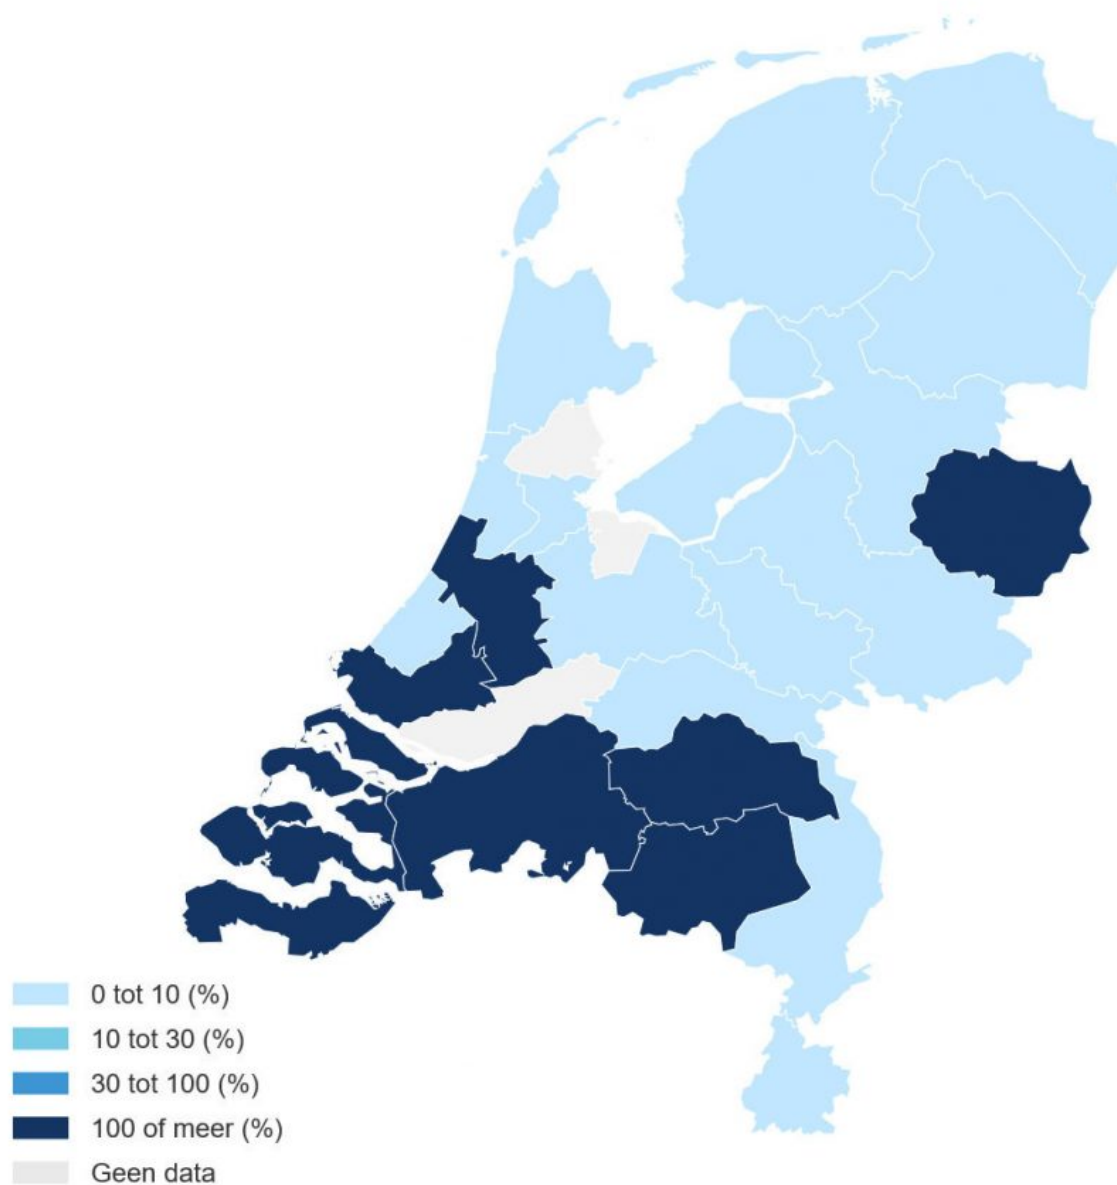 0 tot 10 (%)
10 tot 30 (%)
30 tot 100 (%)
100 of meer (%)
Geen data